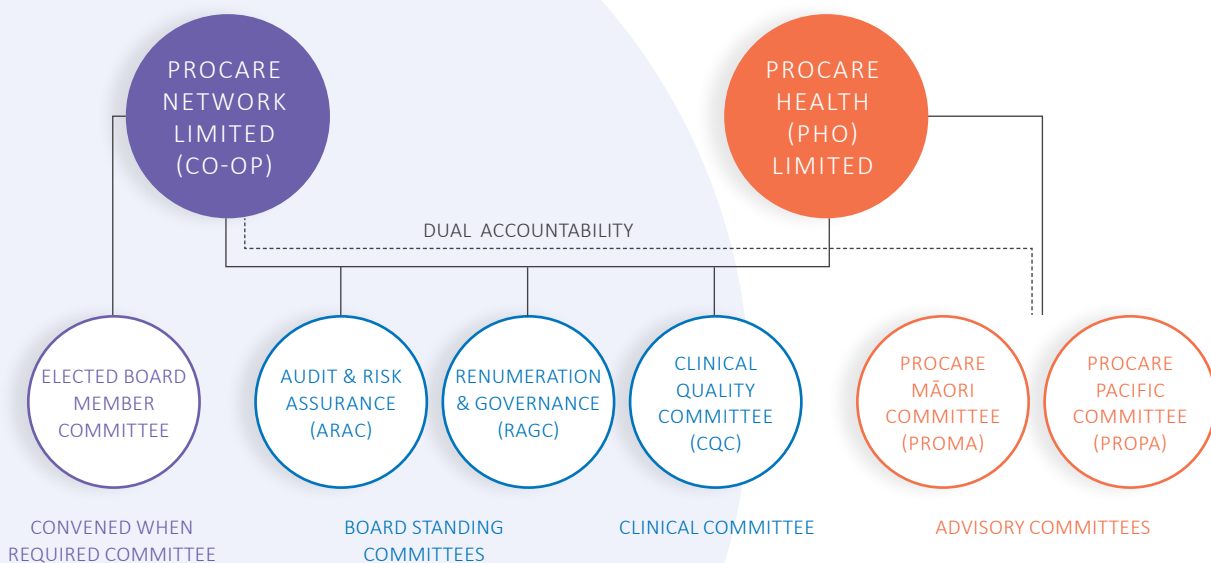 PROCARE
NETWORK
LIMITED
(CO-OP)
PROCARE
HEALTH
(PHO)
LIMITED
DUAL ACCOUNTABILITY
ELECTED BOARD
MEMBER
COMMITTEE
AUDIT & RISK
ASSURANCE
(ARAC)
RENUMERATION
& GOVERNANCE
(RAGC)
CLINICAL
QUALITY
COMMITTEE
(CQC)
PROCARE
MĀORI
COMMITTEE
(PROMA)
PROCARE
PACIFIC
COMMITTEE
(PROPA)
CONVENED WHEN
REQUIRED COMMITTEE
BOARD STANDING
COMMITTEES
CLINICAL COMMITTEE
ADVISORY COMMITTEES